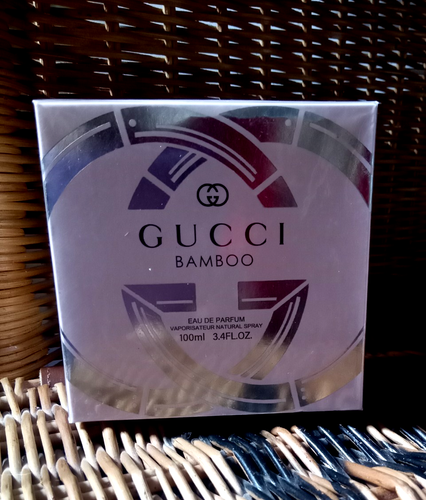 GUCCI
BAMBOO
EAU DE PARFUM
VAPORISATEUR NATURAL SPRAY
100ml 3.4FL.OZ.